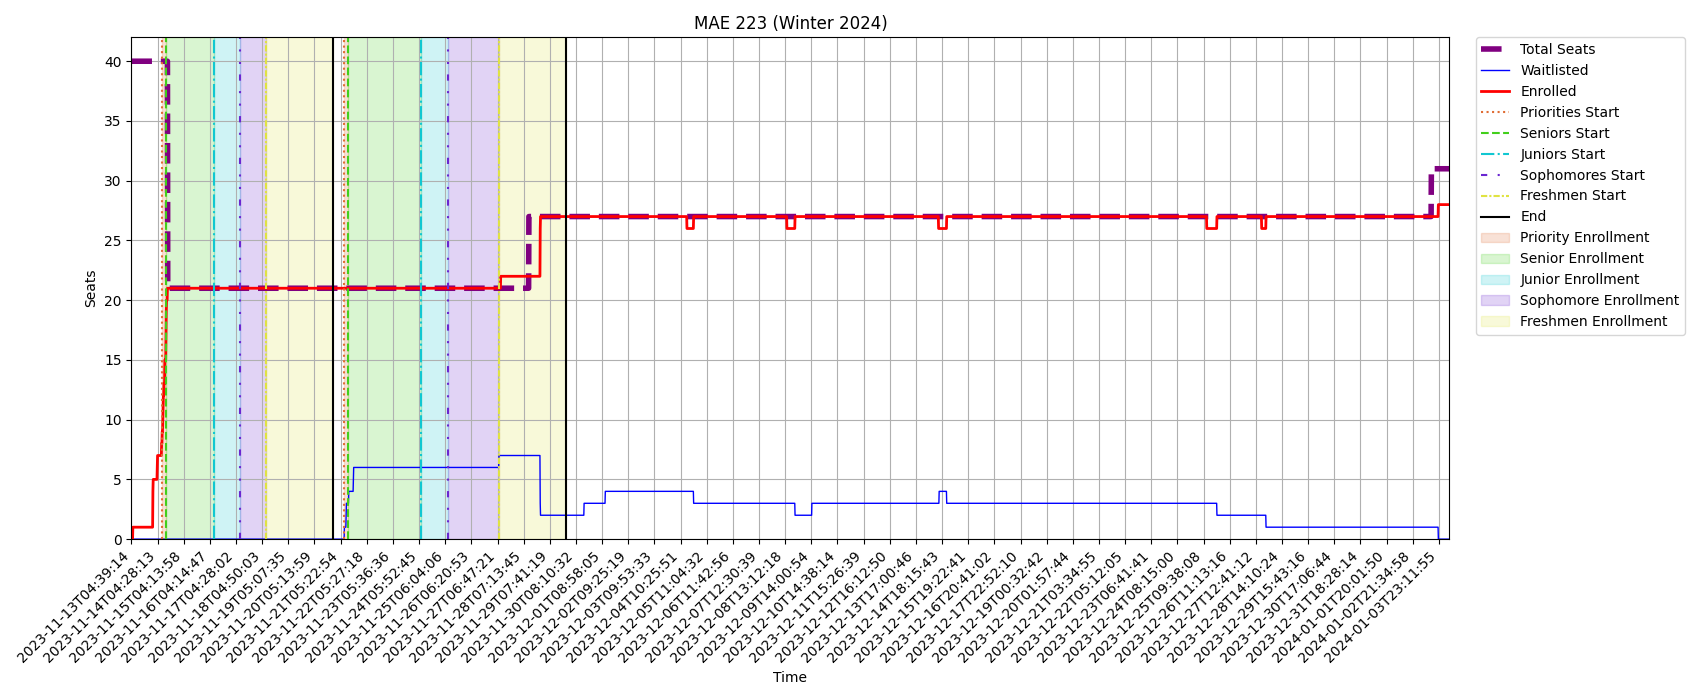 MAE 223 (Winter 2024)
Seats
40
35
30
25
20
15
10
5
0
2023-11-13T04:39:14
2023-11-14T04:28:13
2023-11-15T04:13:58
2023-11-16T04:14:47
2023-11-17T04:28:02
2023-11-18T04:50:03
2023-11-19T05:07:35
2023-11-20T05:13:59
2023-11-21T05:22:54
2023-11-22T05:27:18
2023-11-23T05:36:36
2023-11-24T05:52:45
2023-11-25T06:04:06
2023-11-26T06:20:53
2023-11-27T06:47:21
2023-11-28T07:13:45
2023-11-29T07:41:19
2023-11-30T08:10:32
2023-12-01T08:58:05
2023-12-02T09:25:19
2023-12-03T09:53:33
2023-12-04T10:25:51
2023-12-05T11:04:32
2023-12-06T11:42:56
2023-12-07T12:30:39
2023-12-08T13:12:18
2023-12-09T14:00:54
2023-12-11T14:38:14
2023-12-11T15:26:39
2023-12-12T16:12:50
2023-12-13T17:00:46
2023-12-14T18:15:43
2023-12-15T19:22:41
2023-12-16T20:41:02
2023-12-17T22:52:10
2023-12-19T00:32:42
2023-12-20T01:57:44
2023-12-21T03:34:55
2023-12-22T05:12:05
2023-12-23T06:41:41
2023-12-24T08:15:00
2023-12-25T09:38:08
2023-12-26T11:13:16
2023-12-27T12:41:12
2023-12-28T14:10:24
2023-12-29T15:43:16
2023-12-30T17:06:44
2023-12-31T18:28:14
2024-01-01T20:01:50
2024-01-02T21:34:58
2024-01-03T23:11:55
Time
Total Seats
Waitlisted
Enrolled
Priorities Start
Seniors Start
Juniors Start
Sophomores Start
Freshmen Start
End
Priority Enrollment
Senior Enrollment
Junior Enrollment
Sophomore Enrollment
Freshmen Enrollment